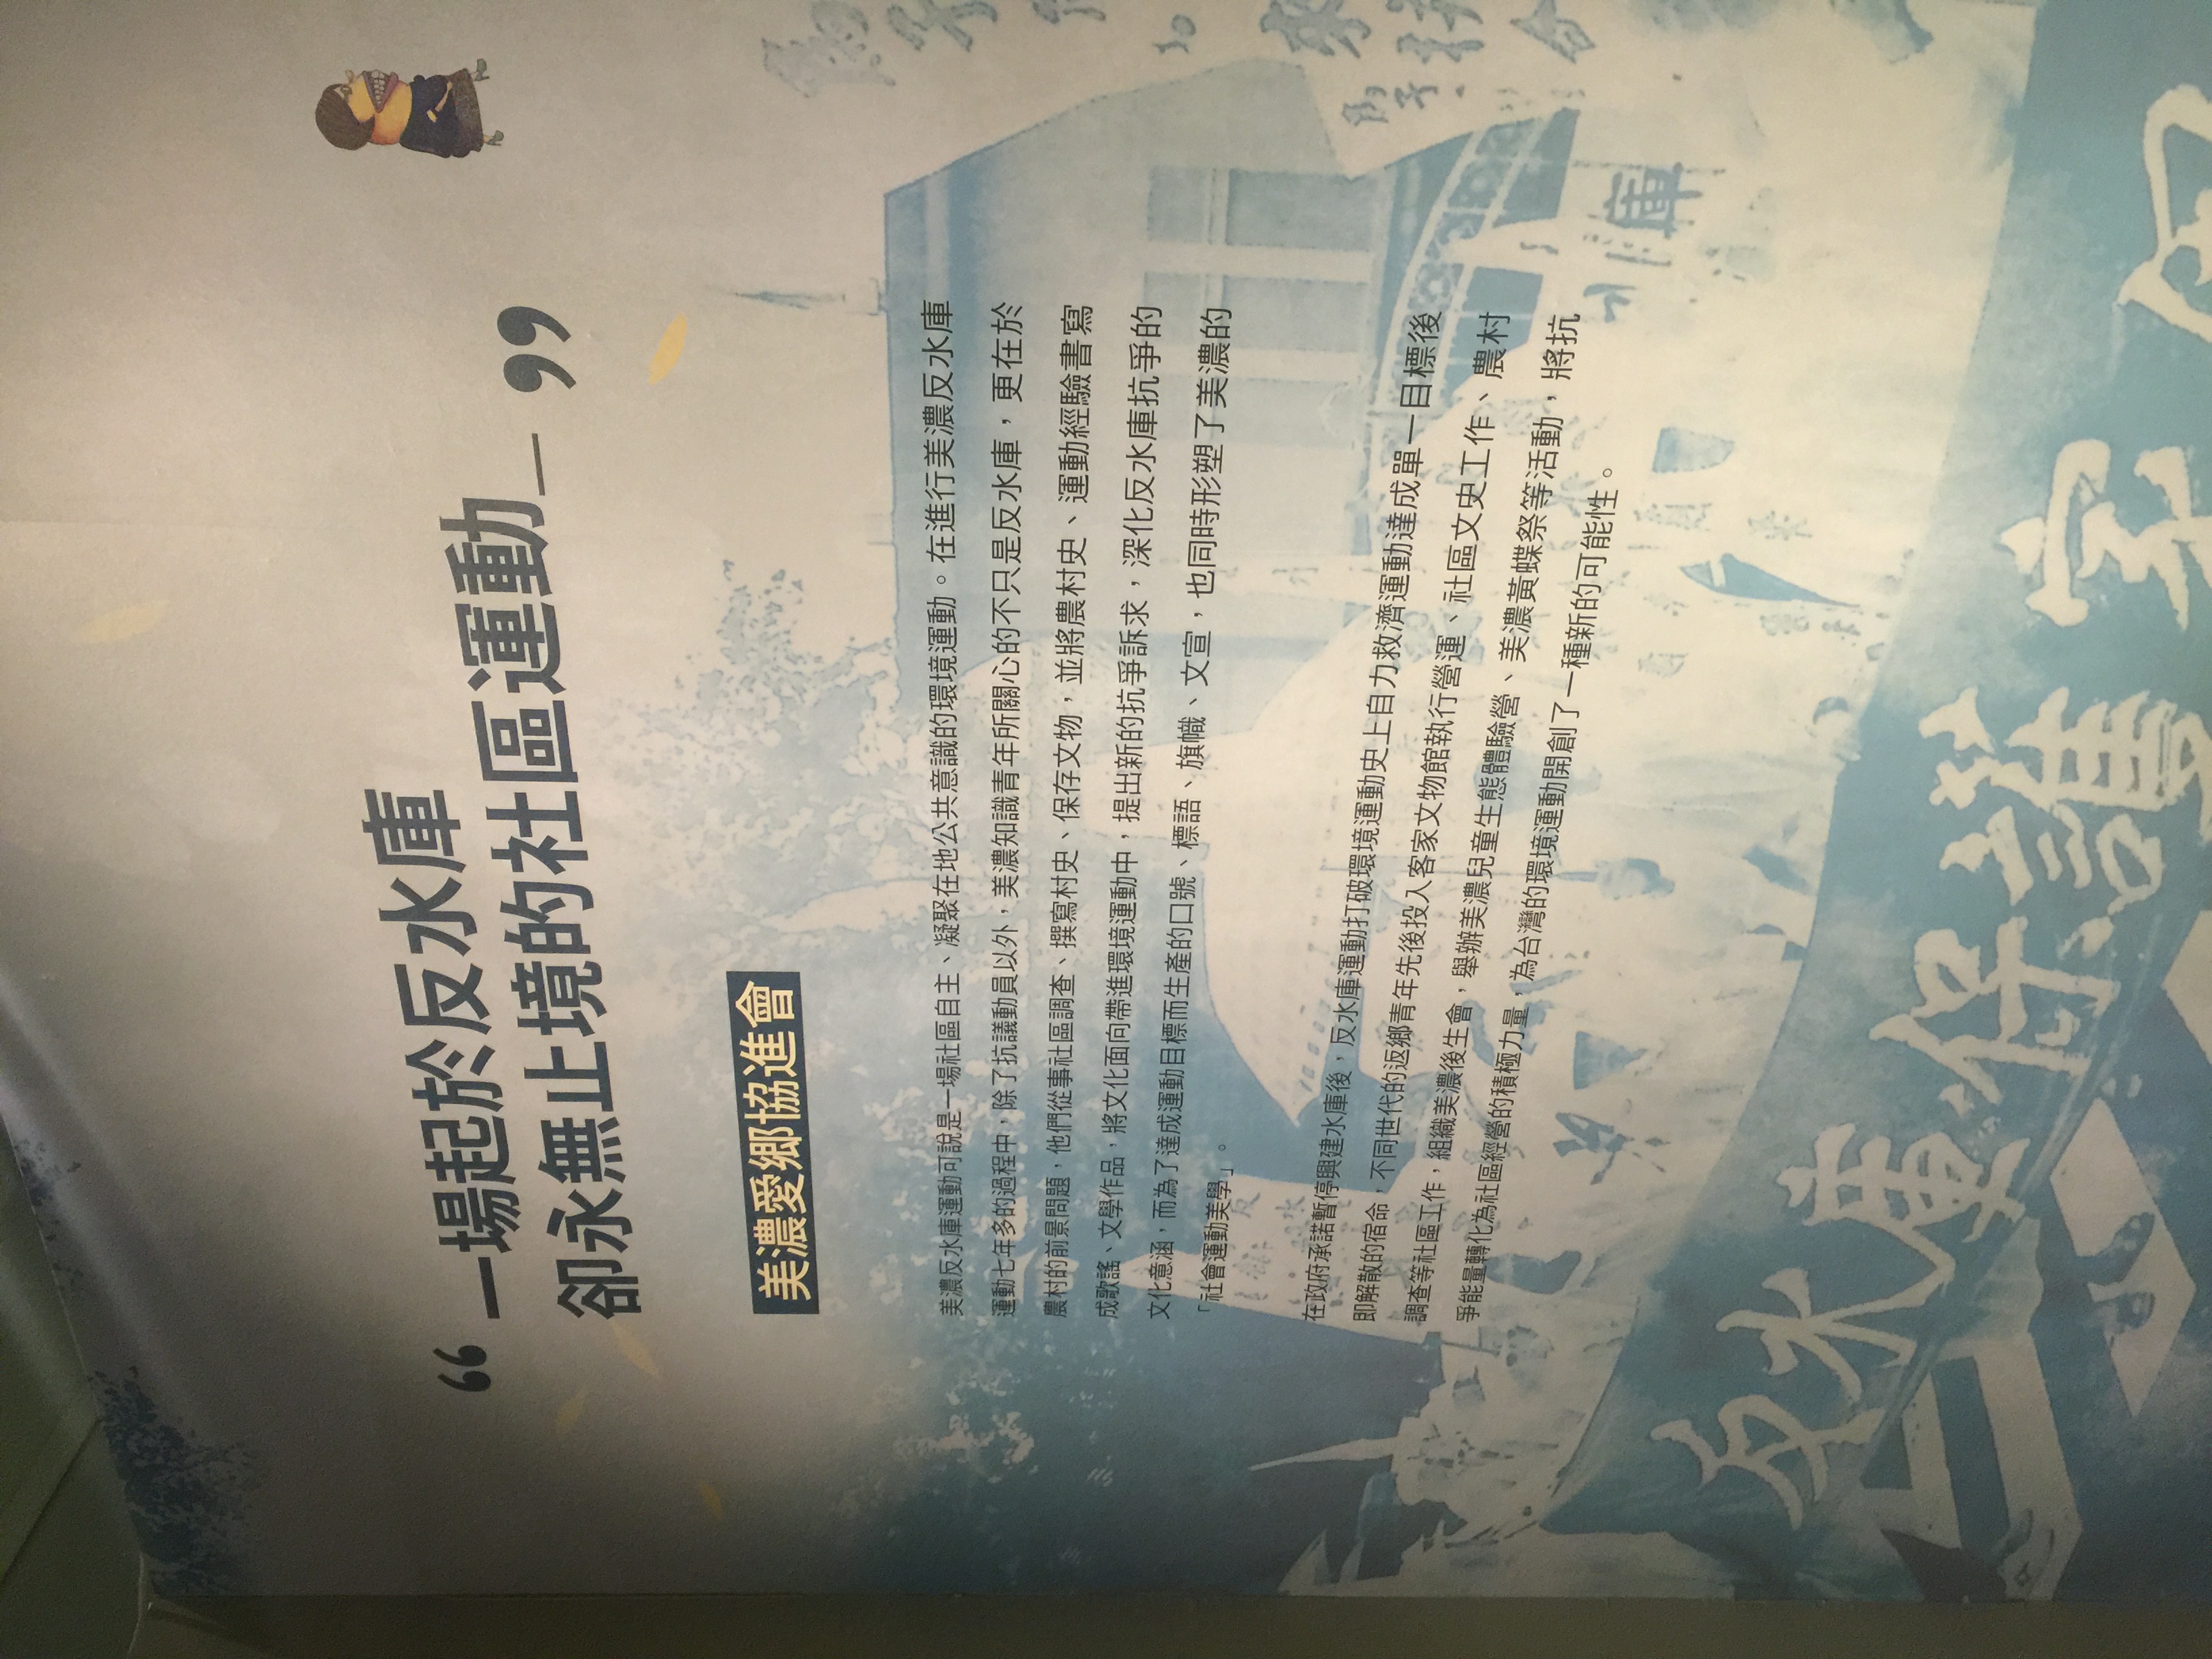 “一場起於反水庫
卻永無止境的社區運動_”
美濃愛鄉協進會
美濃反水庫運動可說是一場社區自主、凝聚在地公共意識的環境運動。在進行美濃反水庫
運動七年多的過程中，除了抗議動員以外，美濃知識青年所關心的不只是反水庫，更在於
農村的前景問題，他們從事社區調查、撰寫村史、保存文物，並將農村史、運動經驗書寫
成歌謠、文學作品，將文化面向帶進環境運動中，提出新的抗爭訴求，深化反水庫抗爭的
文化意涵，而為了達成運動目標而生產的口號、標語、旗幟、文宣，也同時形塑了美濃的
「社會運動美學」。
在政府承諾暫停興建水庫後，反水庫運動打破環境運動史上自力救濟運動達成單一目標後
即解散的宿命，不同世代的返鄉青年先後投入客家文物館執行營運、社區文史工作、農村
調查等社區工作，組織美濃後生會，舉辦美濃兒童生態體驗營、美濃黃蝶祭等活動，將抗
爭能量轉化為社區經營的積極力量，為台灣的環境運動開創了一種新的可能性。
庫
反水庫保護家